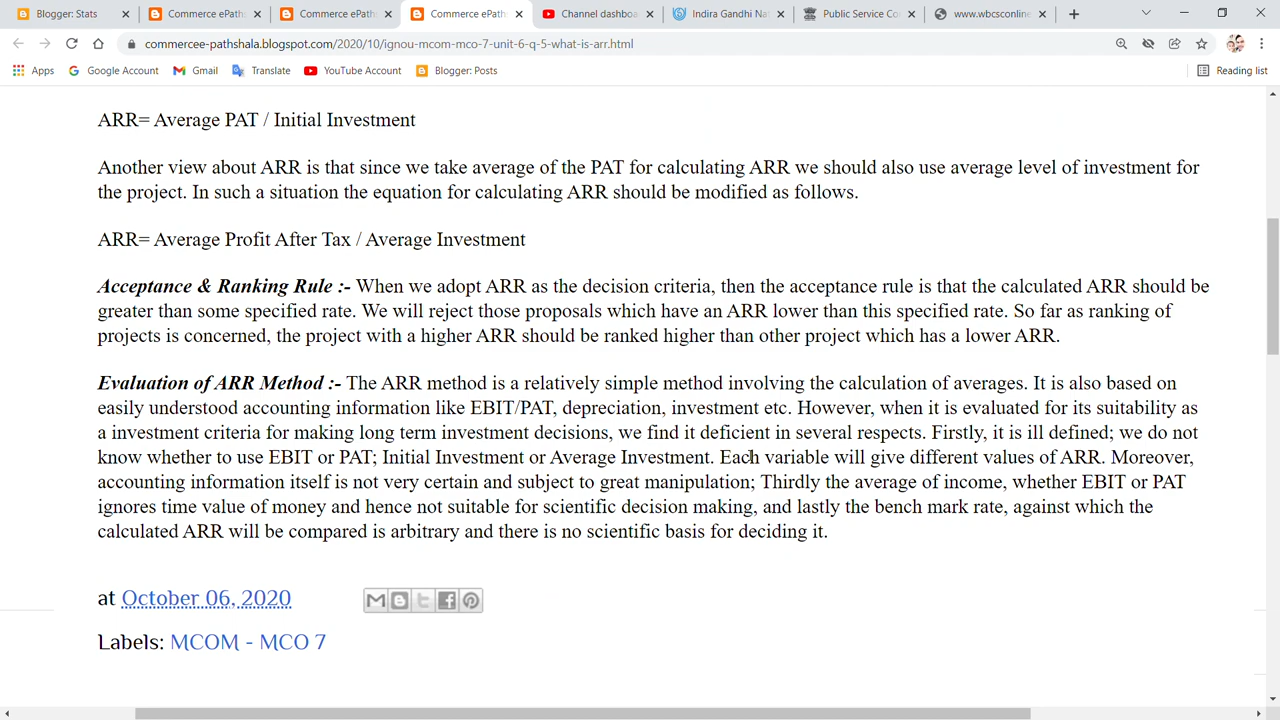 Blogger: Stats
Commerce ePaths
Commerce ePaths
Commerce ePaths
Channel dashboa
Indira Gandhi Nat
Public Service Co
www.wbcsconline
commercee-pathshala.blogspot.com/2020/10/ignou-mcom-mco-7-unit-6-q-5-what-is-arr.html
Apps
Google Account
Gmail
Translate
YouTube Account
Blogger: Posts
Reading list
ARR= Average PAT / Initial Investment
Another view about ARR is that since we take average of the PAT for calculating ARR we should also use average level of investment for
the project. In such a situation the equation for calculating ARR should be modified as follows.
ARR= Average Profit After Tax / Average Investment
Acceptance & Ranking Rule :- When we adopt ARR as the decision criteria, then the acceptance rule is that the calculated ARR should be
greater than some specified rate. We will reject those proposals which have an ARR lower than this specified rate. So far as ranking of
projects is concerned, the project with a higher ARR should be ranked higher than other project which has a lower ARR.
Evaluation of ARR Method :- The ARR method is a relatively simple method involving the calculation of averages. It is also based on
easily understood accounting information like EBIT/PAT, depreciation, investment etc. However, when it is evaluated for its suitability as
a investment criteria for making long term investment decisions, we find it deficient in several respects. Firstly, it is ill defined; we do not
know whether to use EBIT or PAT; Initial Investment or Average Investment. Each variable will give different values of ARR. Moreover,
accounting information itself is not very certain and subject to great manipulation; Thirdly the average of income, whether EBIT or PAT
ignores time value of money and hence not suitable for scientific decision making, and lastly the bench mark rate, against which the
calculated ARR will be compared is arbitrary and there is no scientific basis for deciding it.
at October 06, 2020
Labels: MCOM - MCO 7